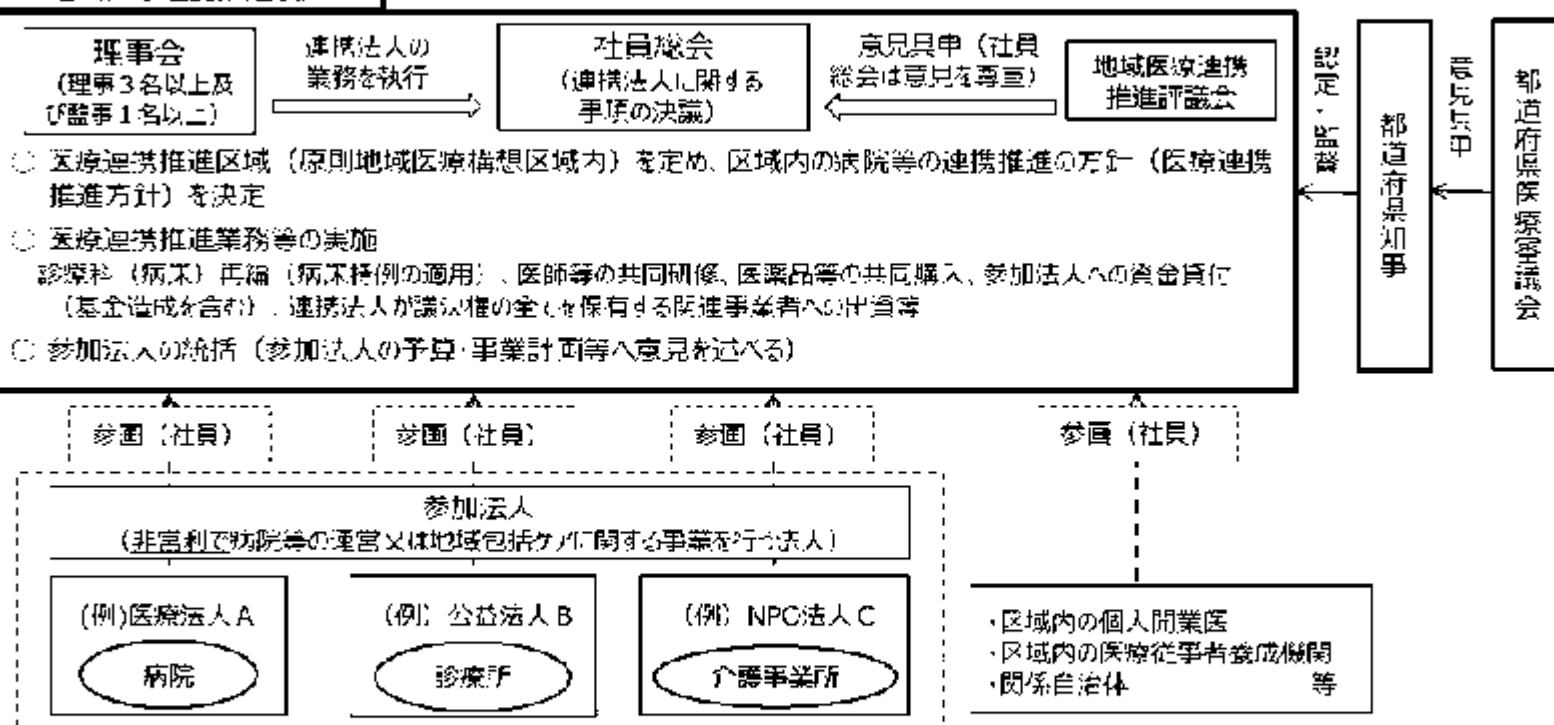 理事会
(理事3名以上及
び監事1名以上)
連携法人の
業務を執行
社員総会
(連携法人に関する
事項の決議)
意見具申(社員
総会は意見を尊重)
地域医療連携
推進評議会
認定・監督
都道府県知事
意見具申
都道府県医療審議会
○ 医療連携推進区域(原則地域医療構想区域内)を定め、区域内の病院等の連携推進の方針(医療連携
推進方針)を決定
○ 医療連携推進業務等の実施
診療科(病床)再編(病床特例の適用)、医師等の共同研修、医薬品等の共同購入、参加法人への資金貸付
(基金造成を含む)、連携法人が議決権の全てを保有する関連事業者への出資等
○ 参加法人の統括(参加法人の予算・事業計画等へ意見を述べる)
参画(社員)
参画(社員)
参画(社員)
参画(社員)
参加法人
(非営利で病院等の運営又は地域包括ケアに関する事業を行う法人)
(例)医療法人A
病院
(例)公益法人B
診療所
(例)NPO法人C
介護事業所
・区域内の個人開業医
・区域内の医療従事者養成機関
・関係自治体 等